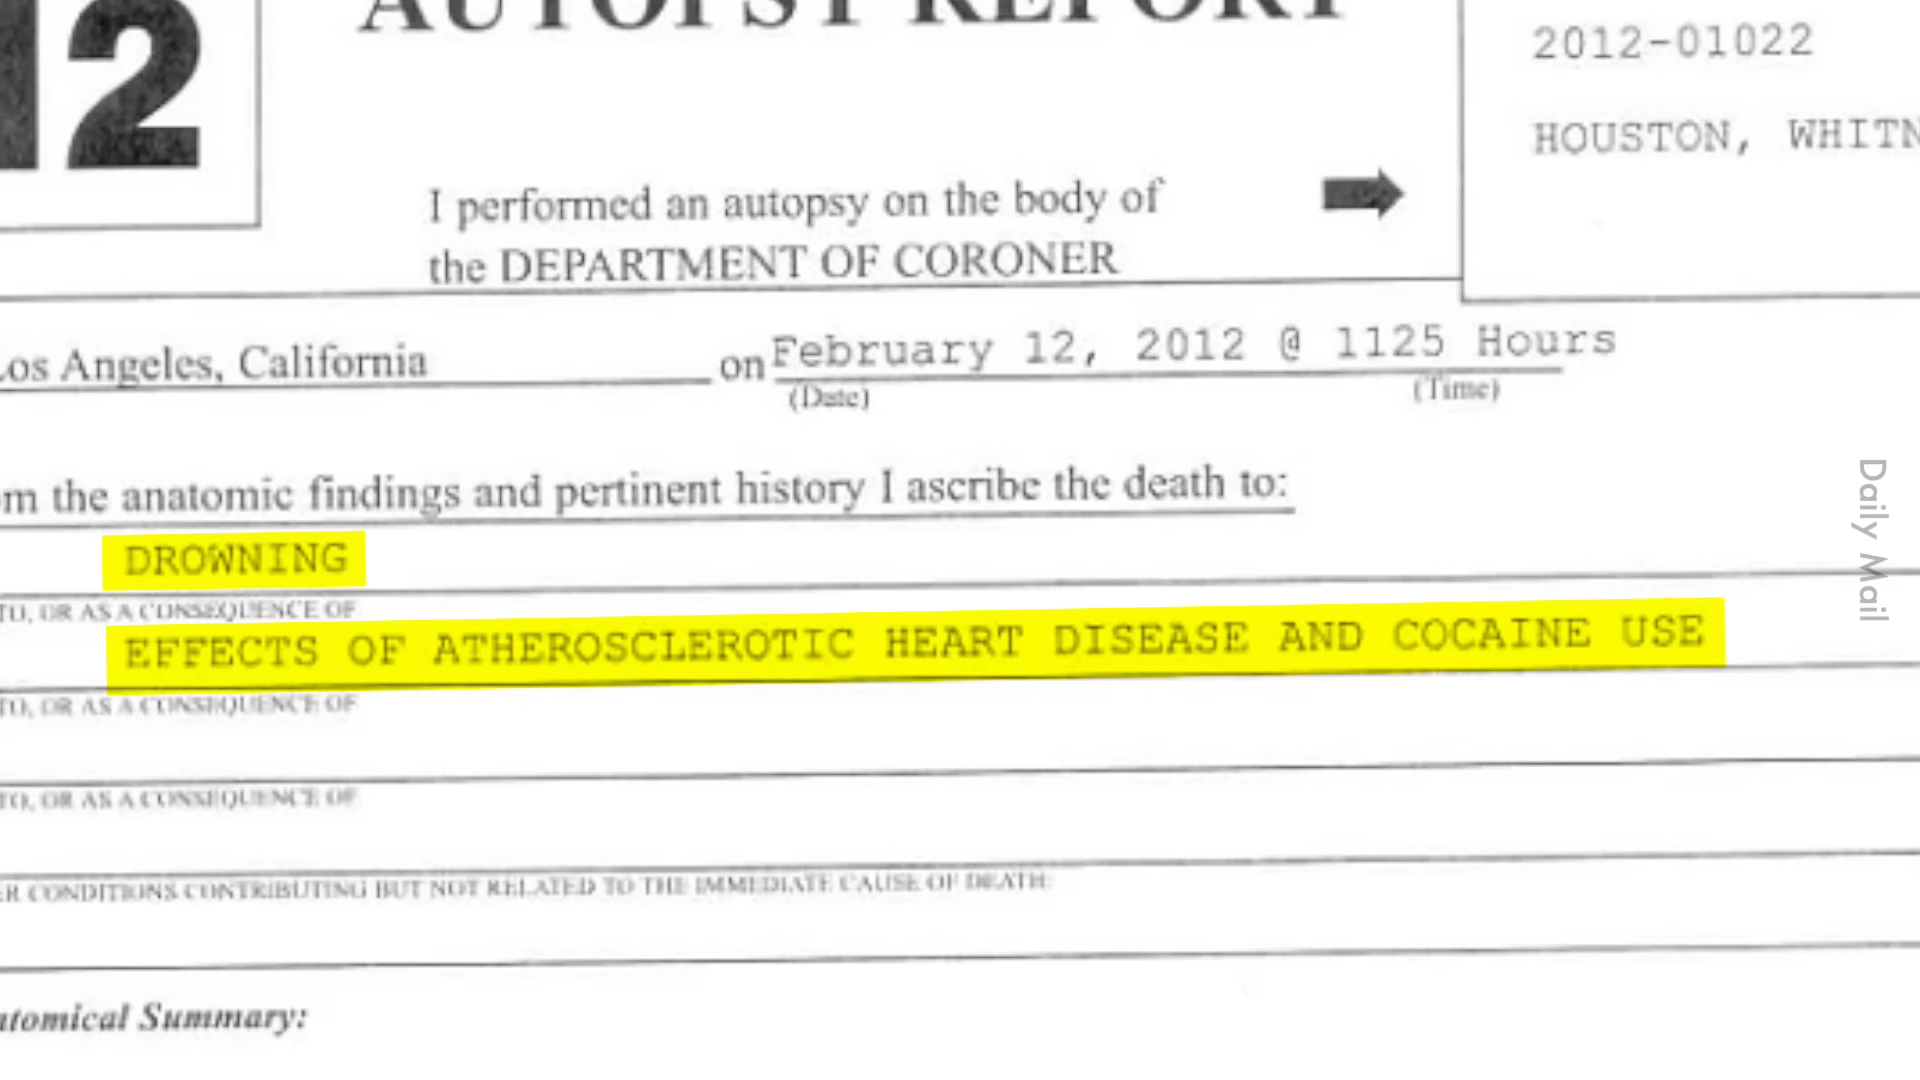 12
AUTOPSY REPORT
2012-01022
HOUSTON, WHITN
I performed an autopsy on the body of
the DEPARTMENT OF CORONER
Los Angeles, California on February 12, 2012 @ 1125 Hours
(Date) (Time)
om the anatomic findings and pertinent history I ascribe the death to:
DROWNING
TO, OR AS A CONSEQUENCE OF
EFFECTS OF ATHEROSCLEROTIC HEART DISEASE AND COCAINE USE
TO, OR AS A CONSEQUENCE OF
TO, OR AS A CONSEQUENCE OF
ER CONDITIONS CONTRIBUTING BUT NOT RELATED TO THE IMMEDIATE CAUSE OF DEATH:
atomical Summary:
Daily Mail